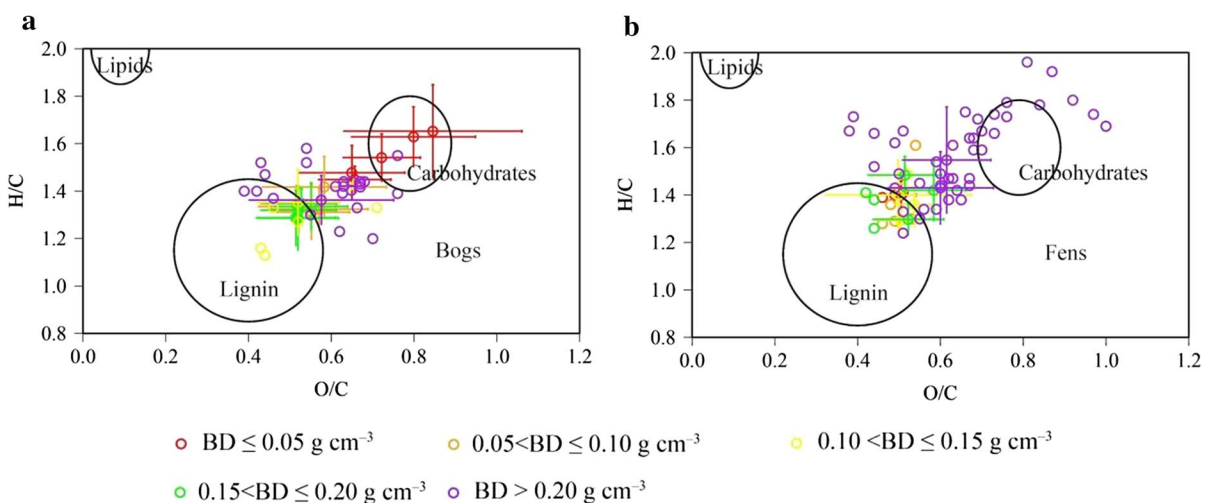 a
2.0
1.8
1.6
1.4
1.2
1.0
0.8
H/C
Lipids
Carbohydrates
Lignin
Bogs
0.0 0.2 0.4 0.6 0.8 1.0 1.2
O/C
b
2.0
1.8
1.6
1.4
1.2
1.0
0.8
H/C
Lipids
Carbohydrates
Lignin
Fens
0.0 0.2 0.4 0.6 0.8 1.0 1.2
O/C
BD ≤ 0.05 g cm⁻³ 0.05<BD ≤ 0.10 g cm⁻³ 0.10 <BD ≤ 0.15 g cm⁻³
0.15<BD ≤ 0.20 g cm⁻³ BD > 0.20 g cm⁻³